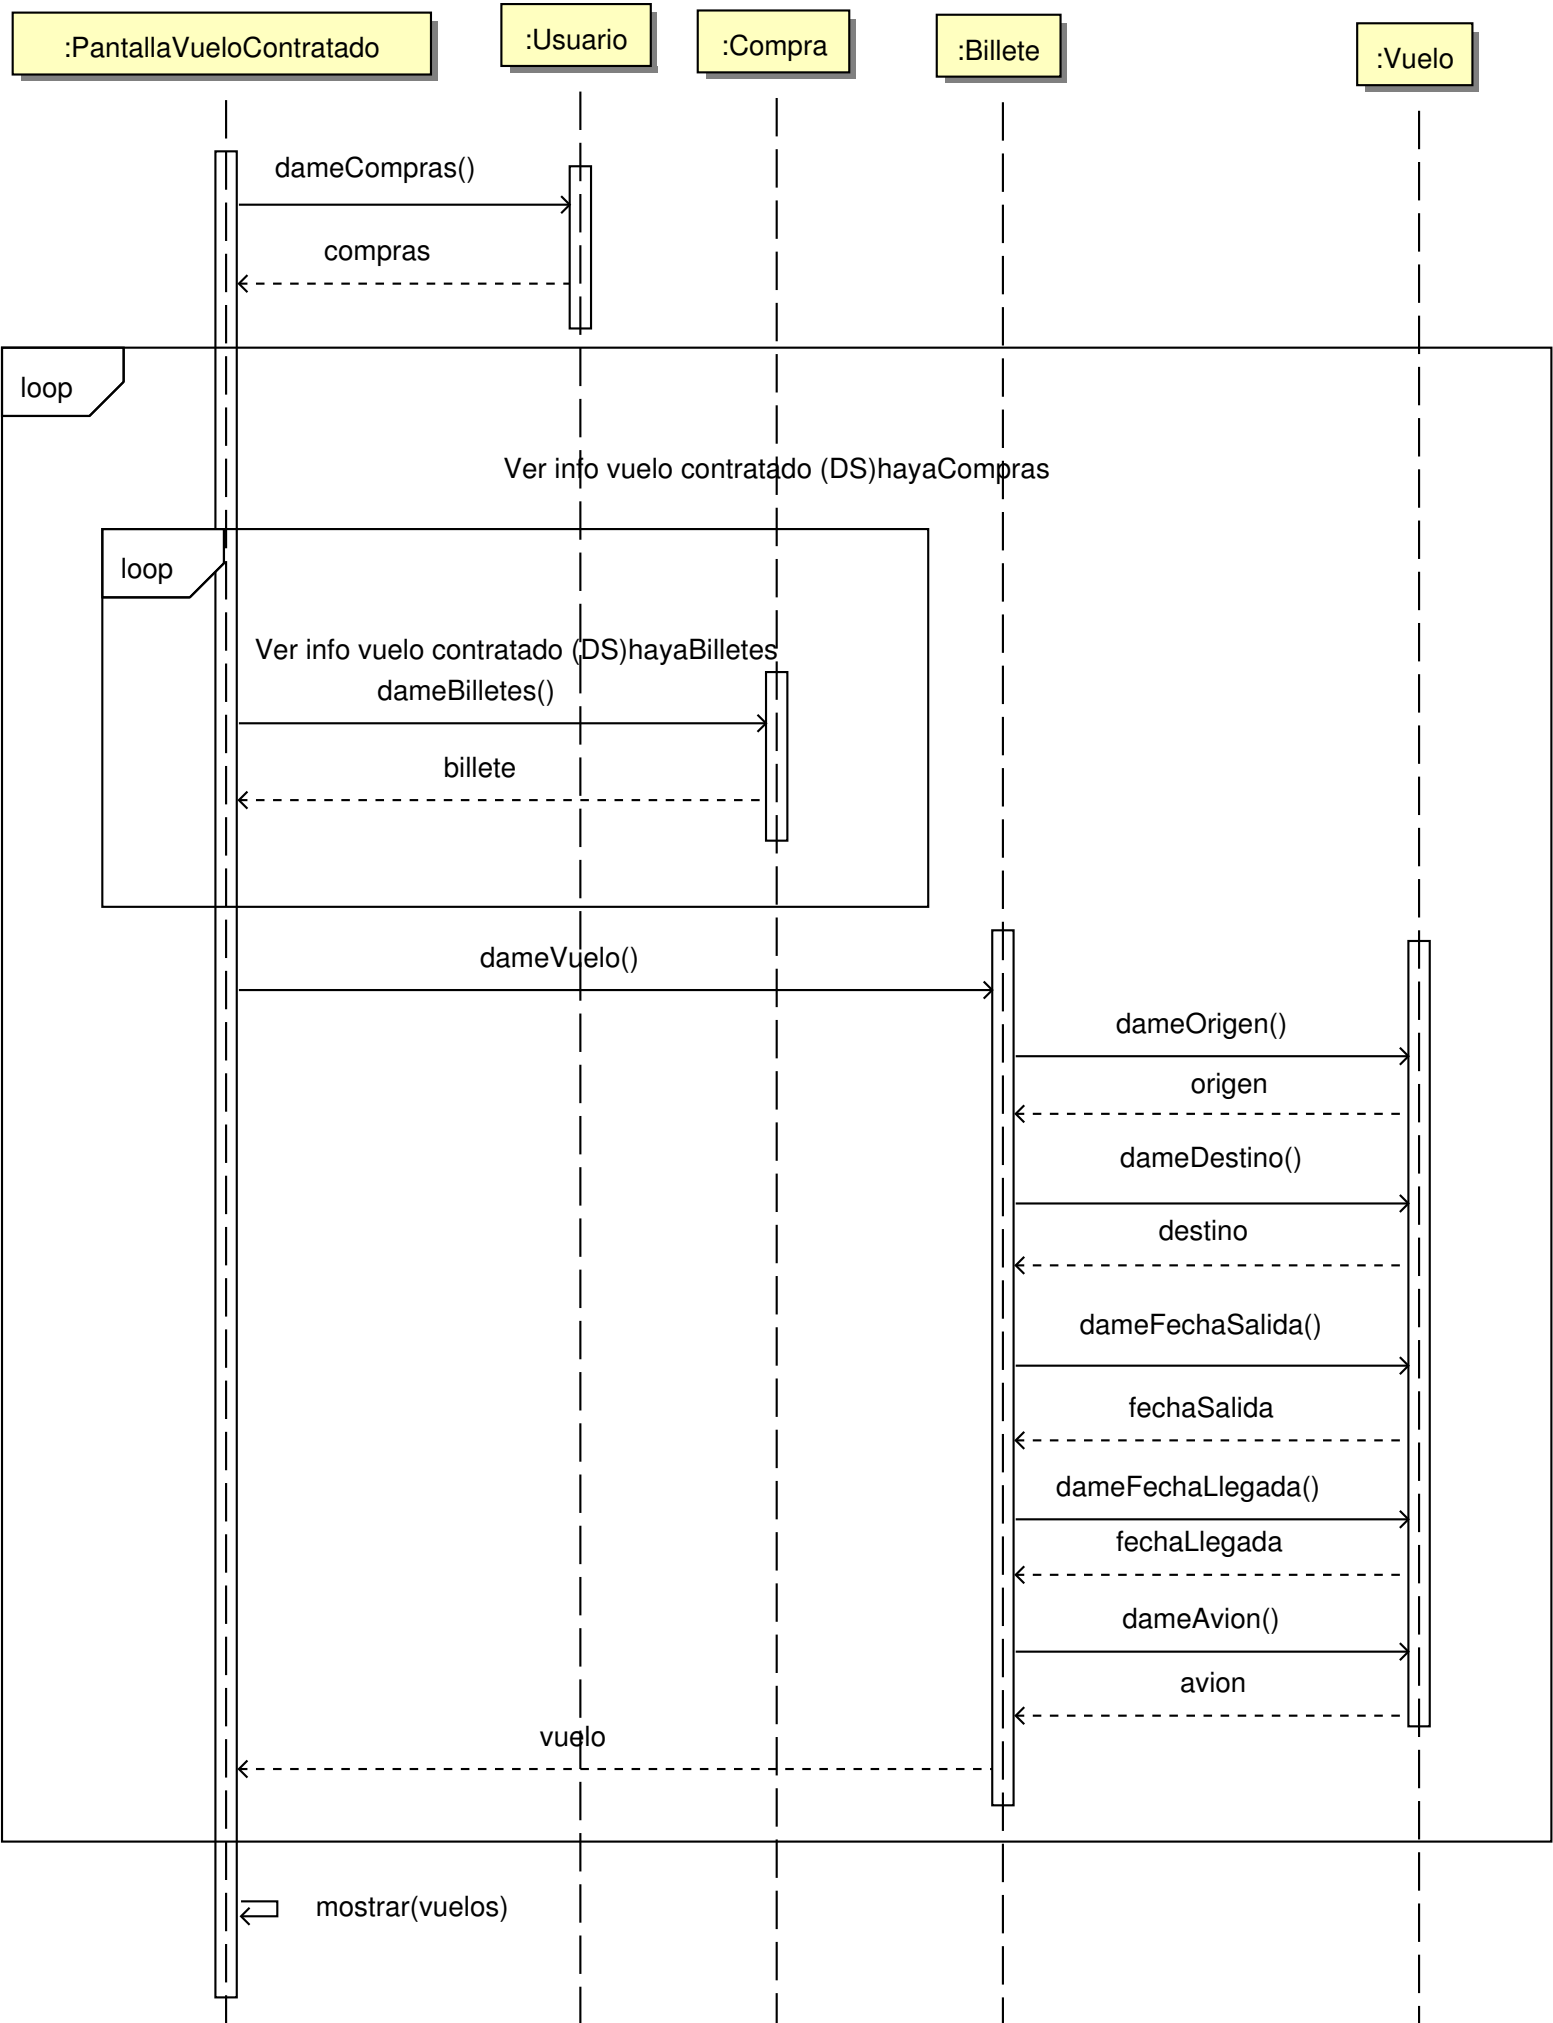 :PantallaVueloContratado
:Usuario
:Compra
:Billete
:Vuelo
dameCompras()
compras
loop
Ver info vuelo contratado (DS)hayaCompras
loop
Ver info vuelo contratado (DS)hayaBilletes
dameBilletes()
billete
dameVuelo()
dameOrigen()
origen
dameDestino()
destino
dameFechaSalida()
fechaSalida
dameFechaLlegada()
fechaLlegada
dameAvion()
avion
vuelo
mostrar(vuelos)